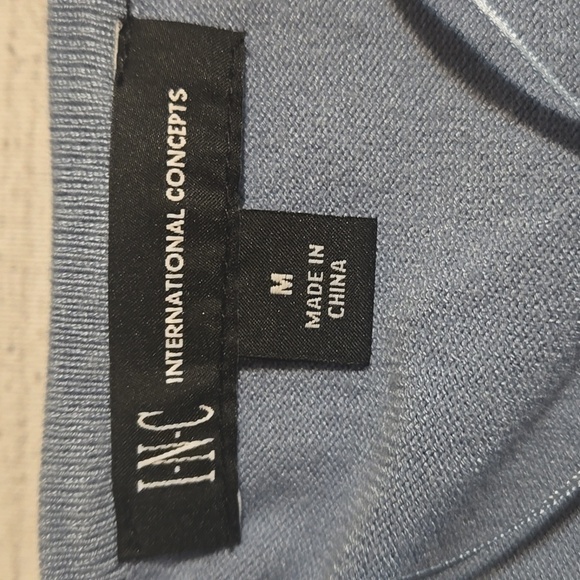 I·N·C INTERNATIONAL CONCEPTS
M
MADE IN
CHINA